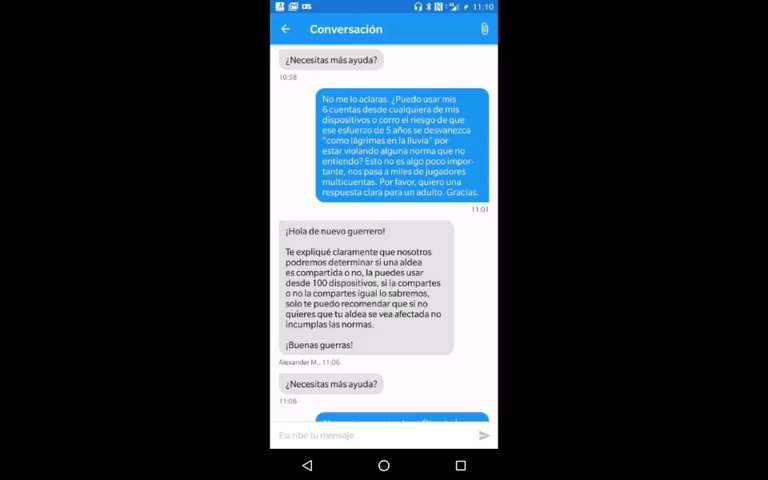 11:10
Conversación
¿Necesitas más ayuda?
10:58
No me lo aclaras. ¿Puedo usar mis
6 cuentas desde cualquiera de mis
dispositivos o corro el riesgo de que
ese esfuerzo de 5 años se desvanezca
"como lágrimas en la lluvia" por
estar violando alguna norma que no
entiendo? Esto no es algo poco impor-
tante, nos pasa a miles de jugadores
multicuentas. Por favor, quiero una
respuesta clara para un adulto. Gracias.
11:01
¡Hola de nuevo guerrero!
Te expliqué claramente que nosotros
podremos determinar si una aldea
es compartida o no, la puedes usar
desde 100 dispositivos, si la compartes
o no la compartes igual lo sabremos,
solo te puedo recomendar que si no
quieres que tu aldea se vea afectada no
incumplas las normas.
¡Buenas guerras!
Alexander M., 11:06
¿Necesitas más ayuda?
11:06
Escribe tu mensaje